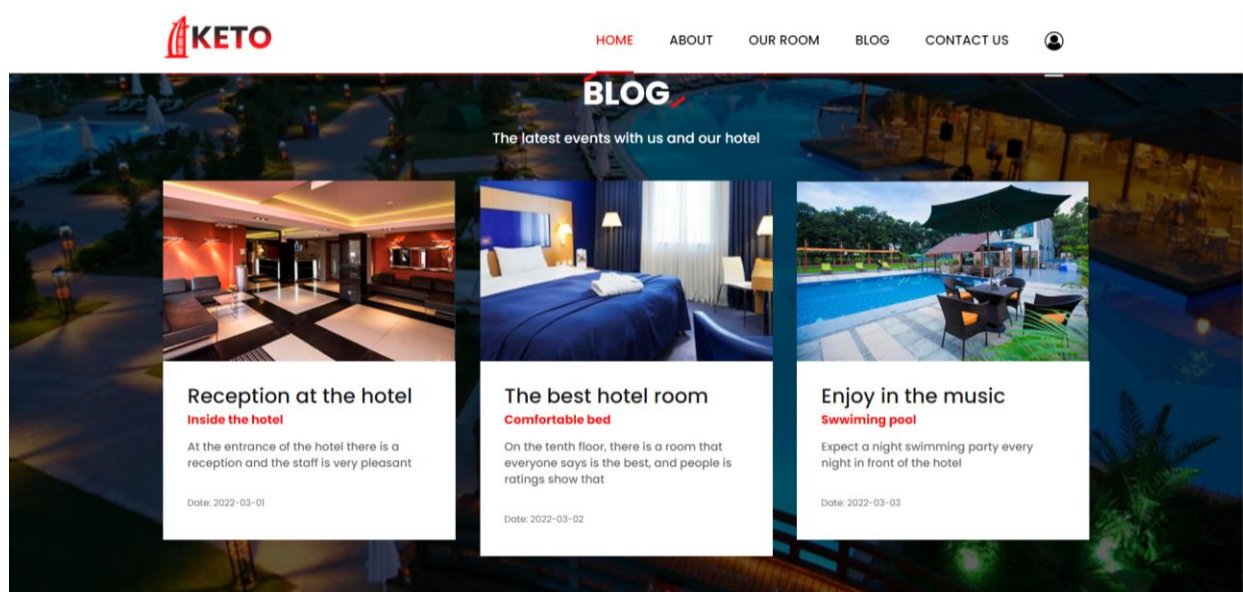 KETO
HOME ABOUT OUR ROOM BLOG CONTACT US
BLOG
The latest events with us and our hotel
Reception at the hotel
Inside the hotel
At the entrance of the hotel there is a
reception and the staff is very pleasant
Date: 2022-03-01
The best hotel room
Comfortable bed
On the tenth floor, there is a room that
everyone says is the best, and people is
ratings show that
Date: 2022-03-02
Enjoy in the music
Swwiming pool
Expect a night swimming party every
night in front of the hotel
Date: 2022-03-03